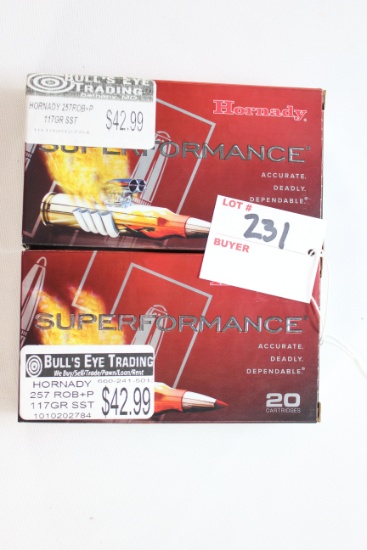 BULL'S EYE
TRADING
HORNADY 257ROB+P
117GR SST
$42.99
Hornady
SUPERFORMANCE
ACCURATE.
DEADLY.
DEPENDABLE.
LOT # 231
BUYER
SUPERFORMANCE
ACCURATE.
DEADLY.
DEPENDABLE.
BULL'S EYE TRADING
We Buy/Sell/Trade/Pawn/Loan/Rent
HORNADY
257 ROB+P
117GR SST
1010202784
$42.99
20
CARTRIDGES